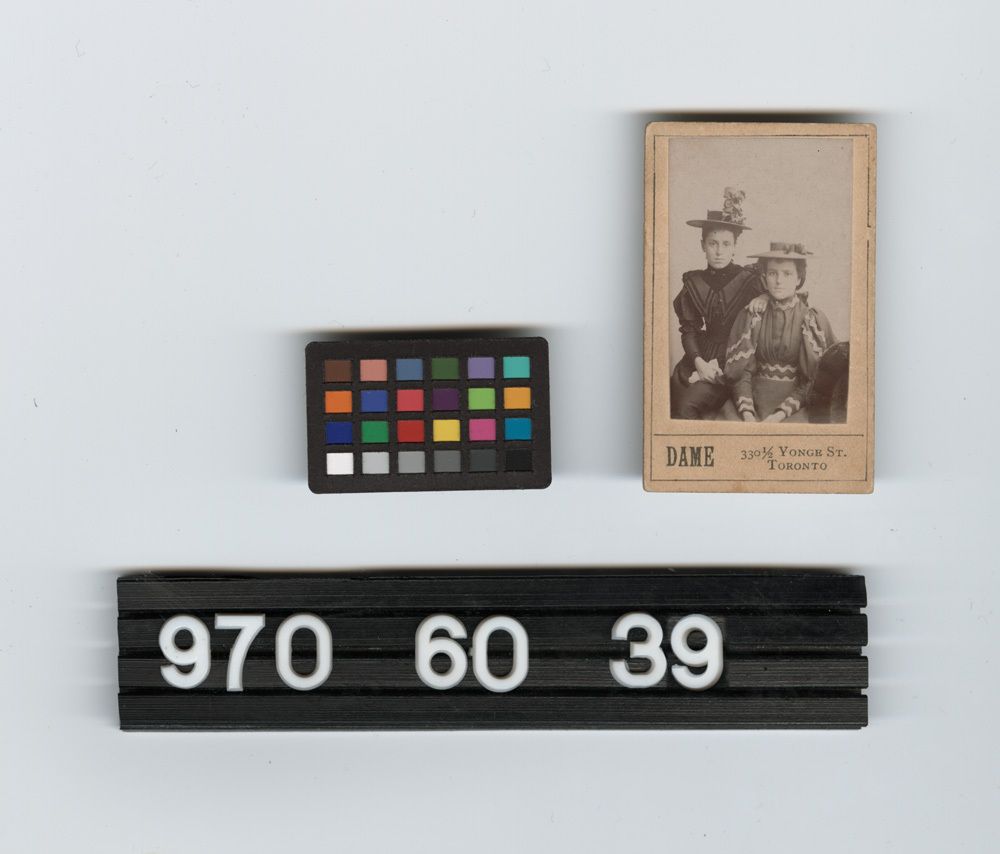 DAME
330½ YONGE ST.
TORONTO
970 60 39